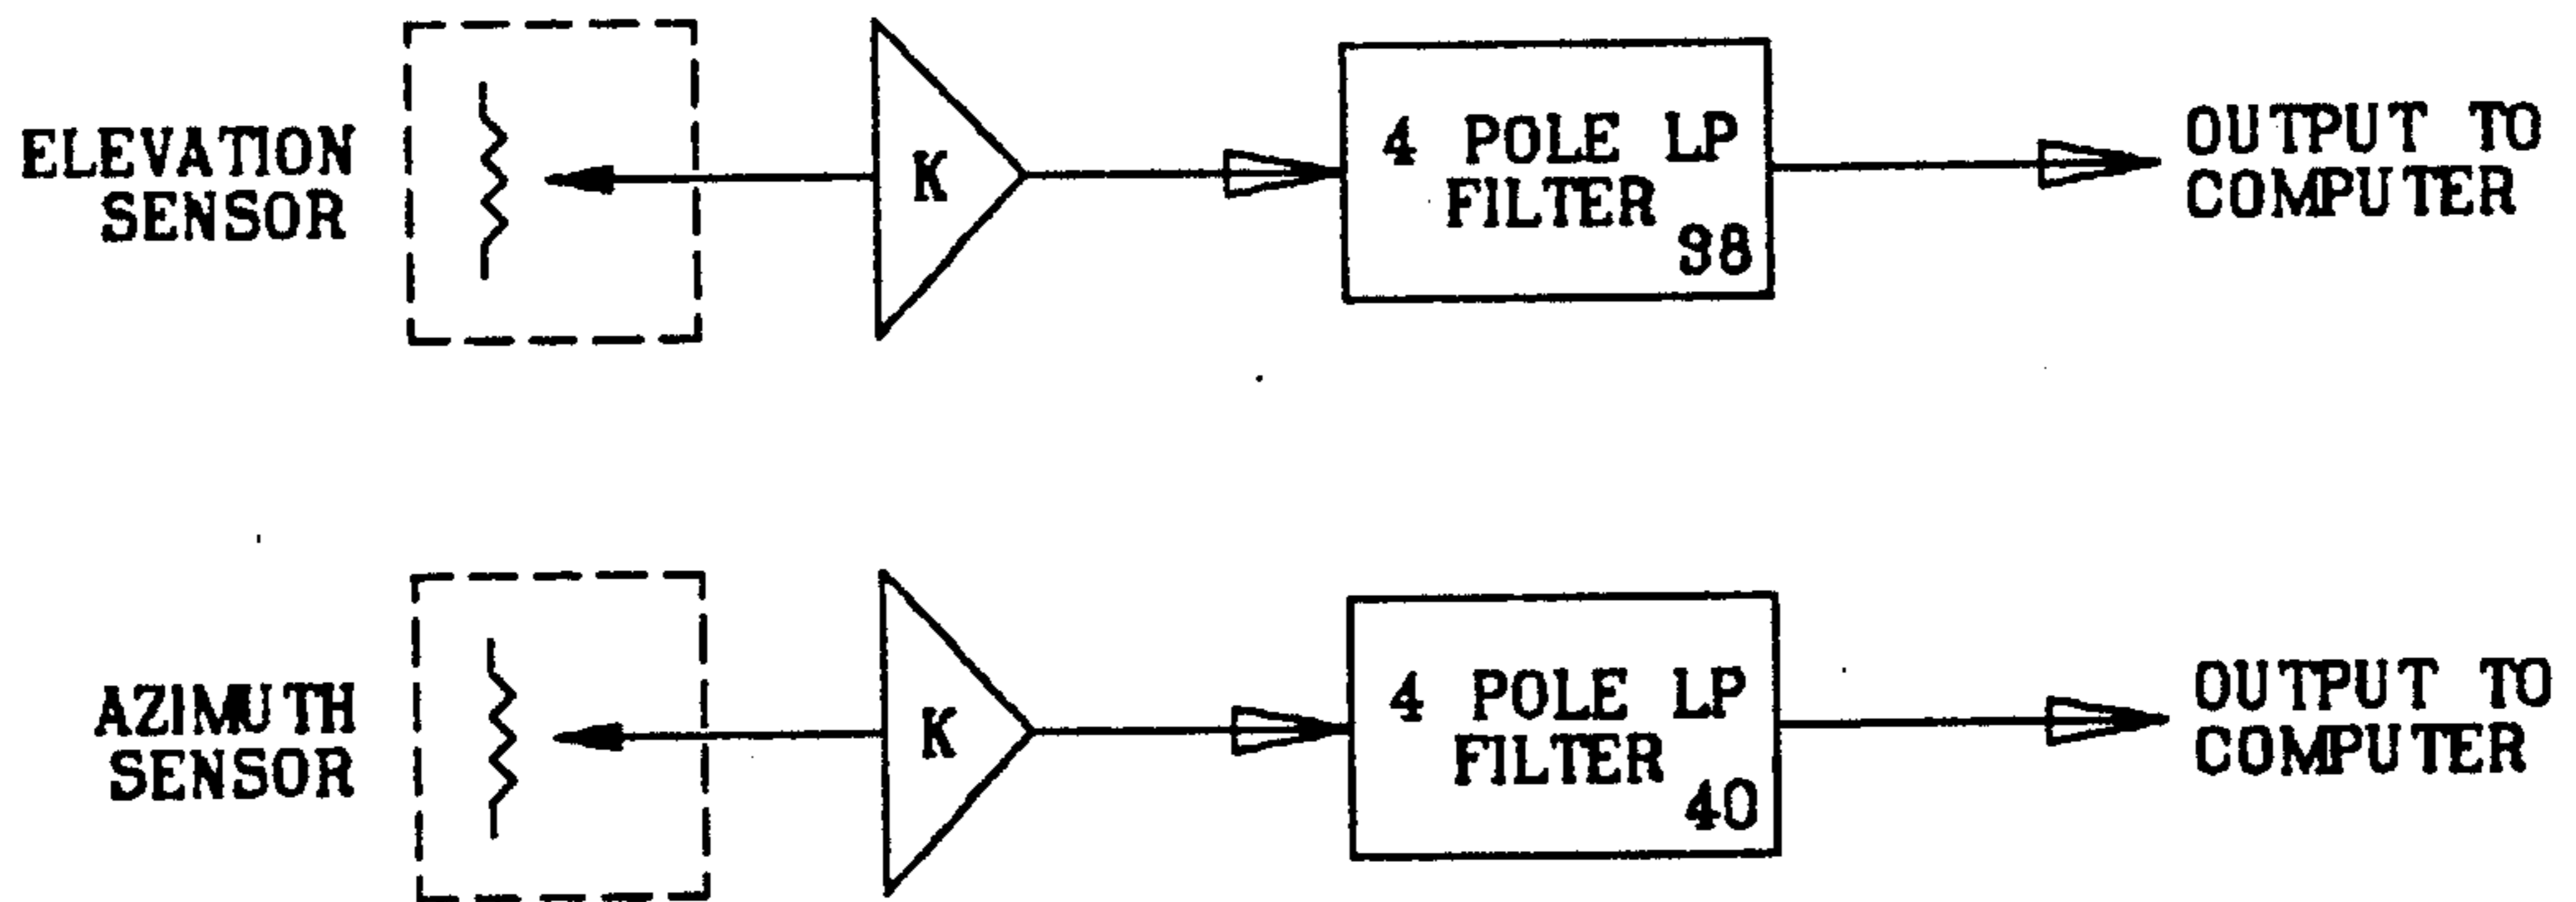 ELEVATION
SENSOR
K
4 POLE LP
FILTER
38
OUTPUT TO
COMPUTER
AZIMUTH
SENSOR
K
4 POLE LP
FILTER
40
OUTPUT TO
COMPUTER